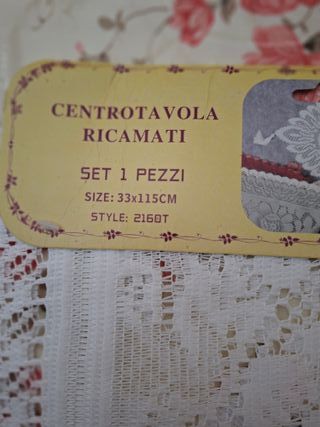 CENTROTAVOLA
RICAMATI
SET 1 PEZZI
SIZE: 33x115CM
STYLE: 2160T